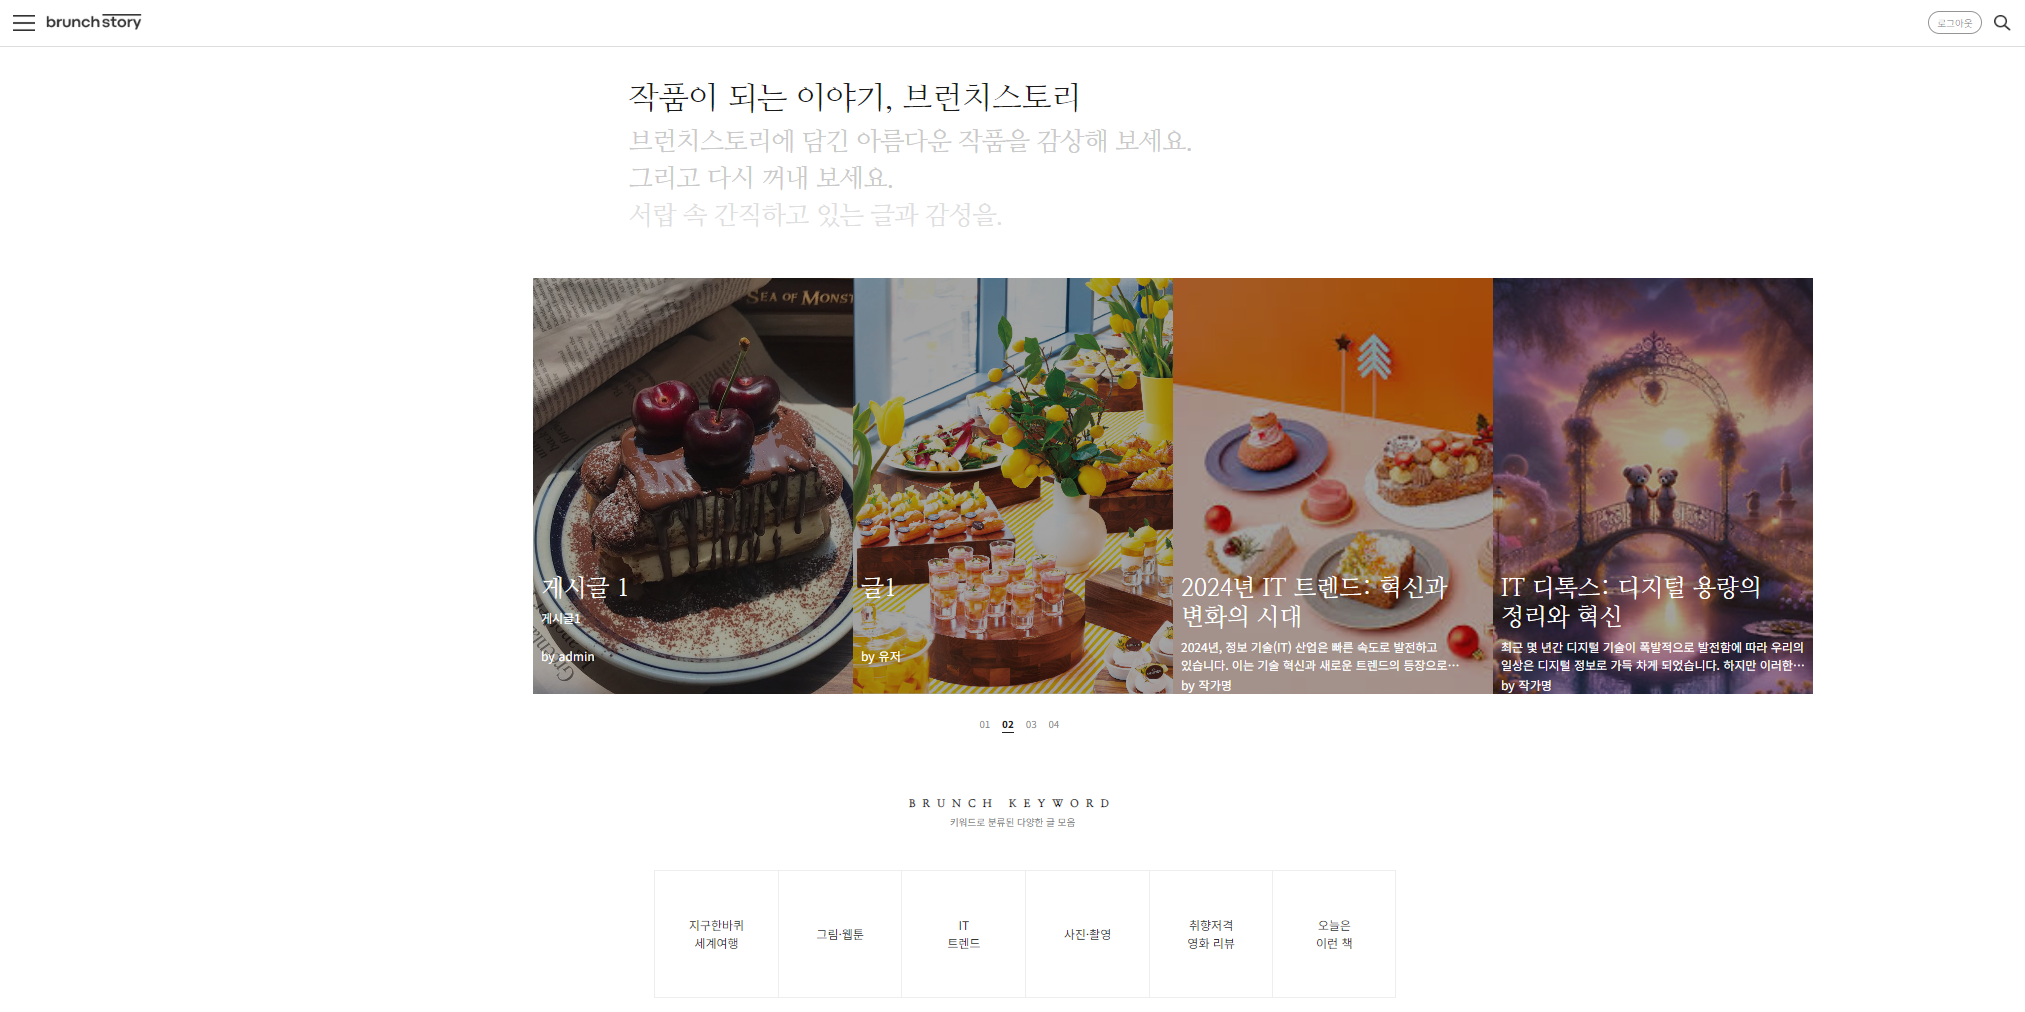 brunch story
로그아웃
작품이 되는 이야기, 브런치스토리
브런치스토리에 담긴 아름다운 작품을 감상해 보세요.
그리고 다시 꺼내 보세요.
서랍 속 간직하고 있는 글과 감성을.
SEA OF MONST
게시글 1
게시글1
by admin
글1
by 유저
2024년 IT 트렌드: 혁신과
변화의 시대
2024년, 정보 기술(IT) 산업은 빠른 속도로 발전하고
있습니다. 이는 기술 혁신과 새로운 트렌드의 등장으로…
by 작가명
IT 디톡스: 디지털 용량의
정리와 혁신
최근 몇 년간 디지털 기술이 폭발적으로 발전함에 따라 우리의
일상은 디지털 정보로 가득 차게 되었습니다. 하지만 이러한…
by 작가명
01 02 03 04
BRUNCH KEYWORD
키워드로 분류된 다양한 글 모음
지구한바퀴
세계여행
그림·웹툰
IT
트렌드
사진·촬영
취향저격
영화 리뷰
오늘은
이런 책